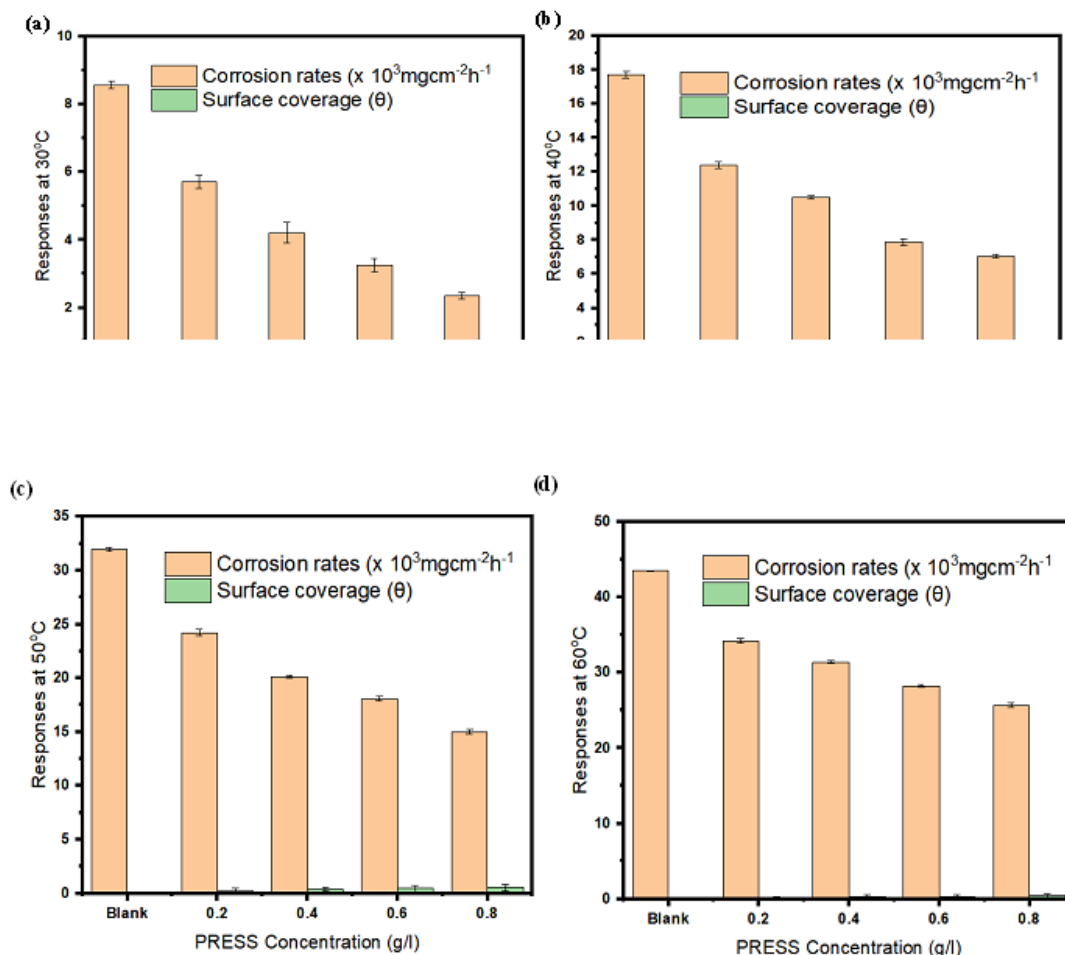 (a)
10
8
6
4
2
Responses at 30°C
Corrosion rates (x 10³mgcm⁻²h⁻¹
Surface coverage (θ)
(b)
20
18
16
14
12
10
8
6
4
Responses at 40°C
Corrosion rates (x 10³mgcm⁻²h⁻¹
Surface coverage (θ)
(c)
35
30
25
20
15
10
5
0
Responses at 50°C
Corrosion rates (x 10³mgcm⁻²h⁻¹
Surface coverage (θ)
Blank 0.2 0.4 0.6 0.8
PRESS Concentration (g/l)
(d)
50
40
30
20
10
0
Responses at 60°C
Corrosion rates (x 10³mgcm⁻²h⁻¹
Surface coverage (θ)
Blank 0.2 0.4 0.6 0.8
PRESS Concentration (g/l)